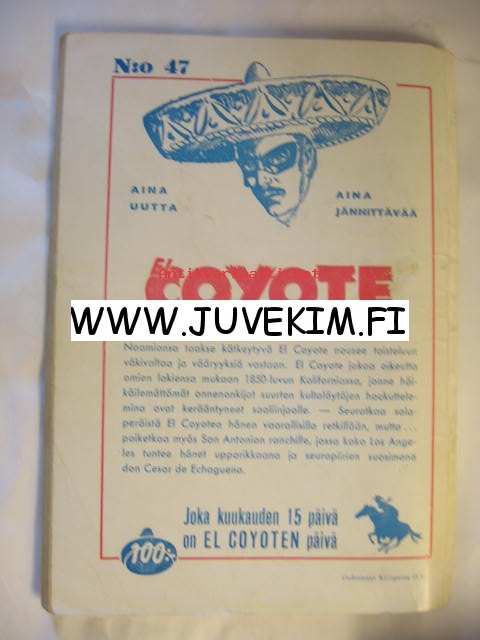 N:o 47
AINA
UUTTA
AINA
JÄNNITTÄVÄÄ
El
COYOTE
WWW.JUVEKIM.FI
Naamionsa taakse kätkeytyvä El Coyote nousee taisteluun
väkivaltaa ja vääryyksiä vastaan. El Coyote jakaa oikeutta
omien lakiensa mukaan 1850-luvun Kaliforniassa, jonne häi-
käilemättömät onnenonkijat suurten kultalöytöjen houkuttele-
mina ovat kerääntyneet saaliinjaolle. — Seuratkaa sala-
peräistä El Coyotea hänen vaarallisilla retkillään, mutta...
poiketkaa myös San Antonion ranchille, jossa koko Los Ange-
les tuntee hänet upporikkaana ja seurapiirien suosimana
don Cesar de Echaguena.
100:-
Joka kuukauden 15 päivä
on EL COYOTEN päivä